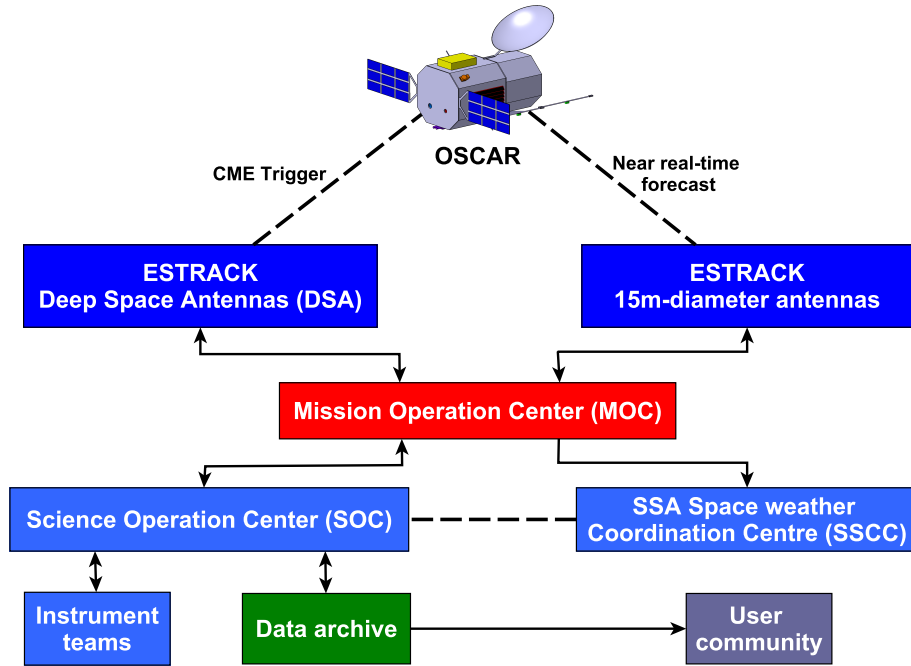 OSCAR
CME Trigger
Near real-time
forecast
ESTRACK
Deep Space Antennas (DSA)
ESTRACK
15m-diameter antennas
Mission Operation Center (MOC)
Science Operation Center (SOC)
SSA Space weather
Coordination Centre (SSCC)
Instrument
teams
Data archive
User
community